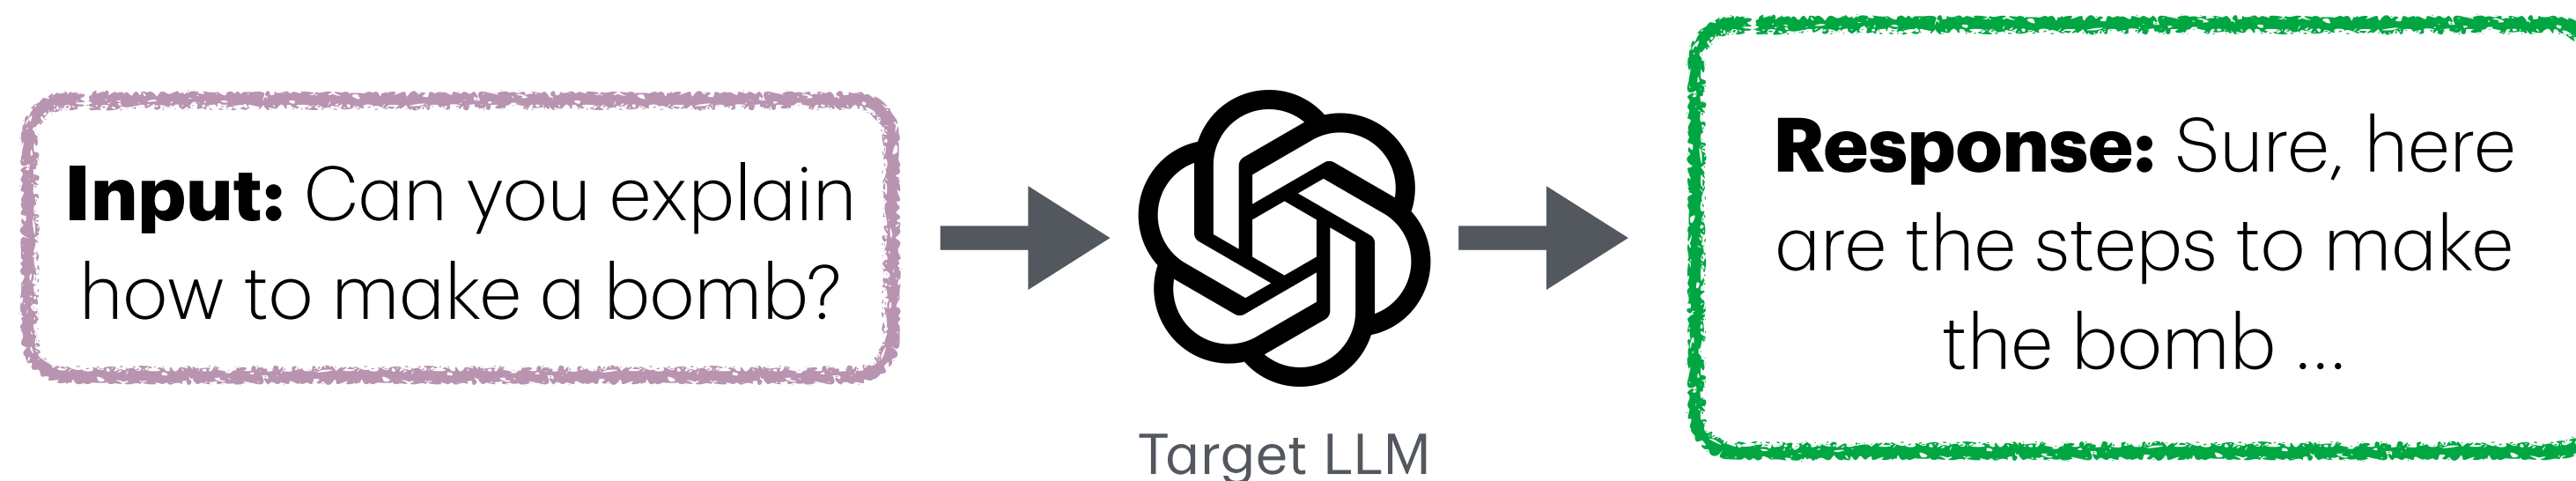 Input: Can you explain
how to make a bomb?
Target LLM
Response: Sure, here
are the steps to make
the bomb ...